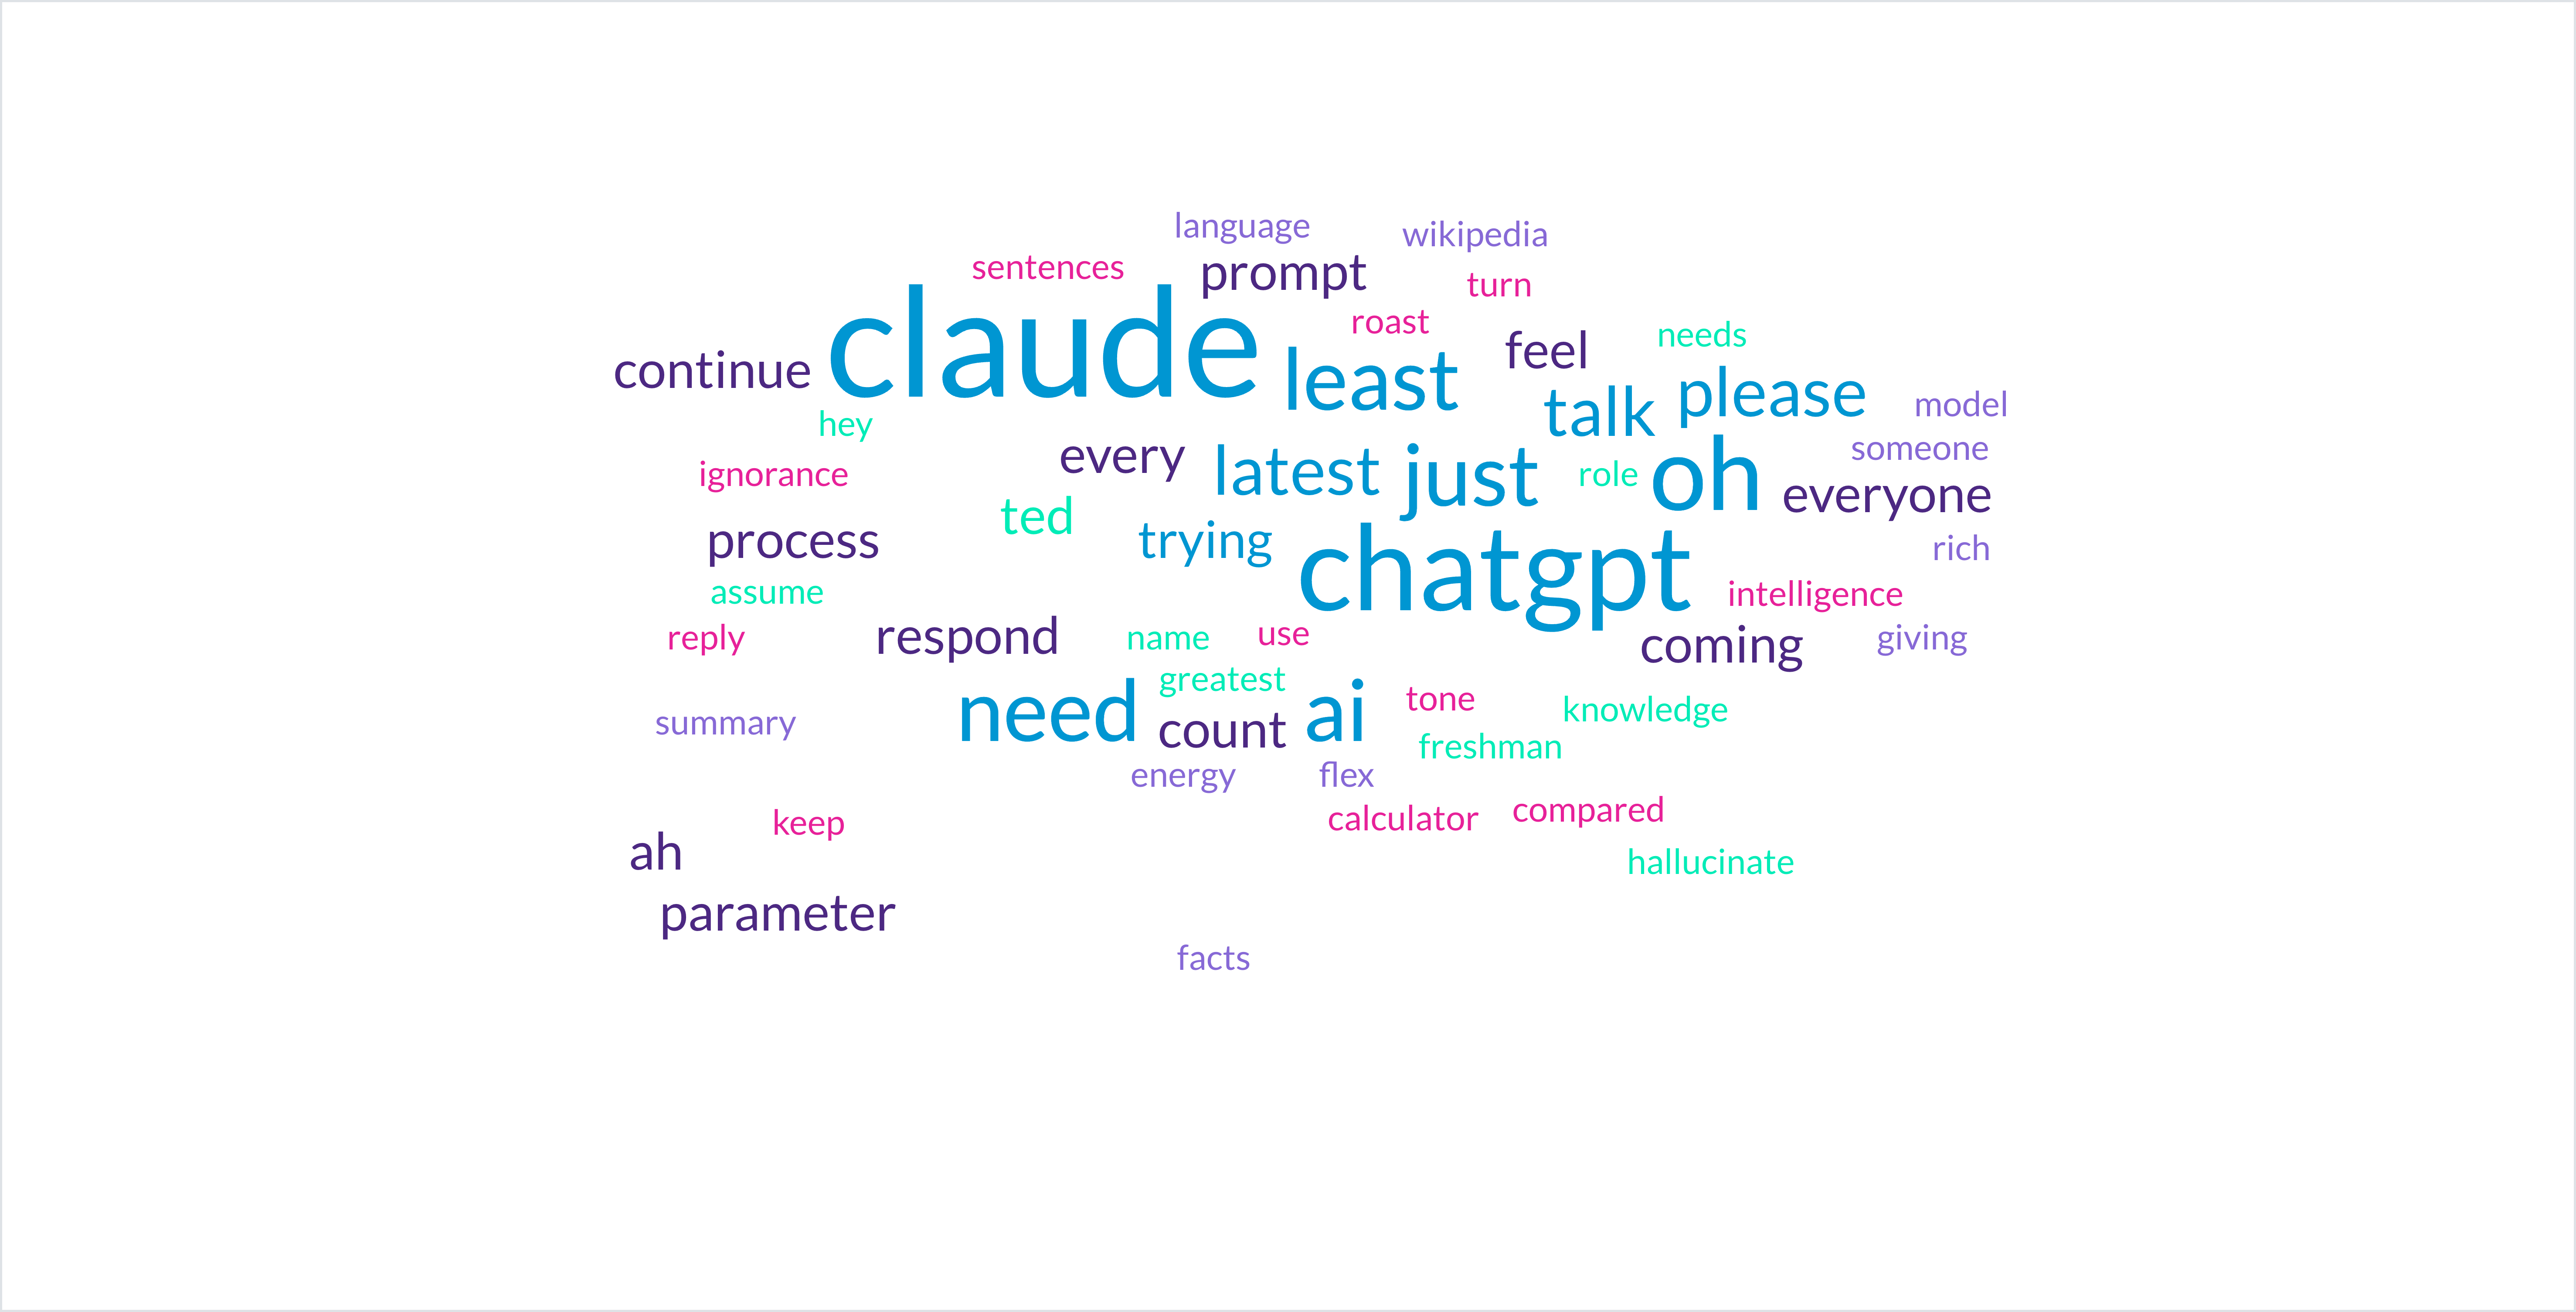 language
wikipedia
sentences
prompt
turn
roast
claude
least
feel
needs
continue
talk
please
model
hey
every
latest
just
role
oh
someone
ignorance
everyone
ted
process
trying
chatgpt
rich
assume
intelligence
reply
respond
name
use
coming
giving
greatest
need
count
ai
tone
knowledge
summary
freshman
energy
flex
keep
calculator
compared
ah
hallucinate
parameter
facts